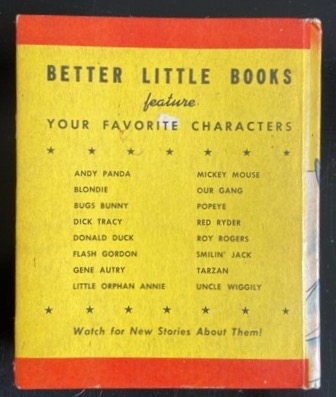 BETTER LITTLE BOOKS
feature
YOUR FAVORITE CHARACTERS
ANDY PANDA
BLONDIE
BUGS BUNNY
DICK TRACY
DONALD DUCK
FLASH GORDON
GENE AUTRY
LITTLE ORPHAN ANNIE
MICKEY MOUSE
OUR GANG
POPEYE
RED RYDER
ROY ROGERS
SMILIN' JACK
TARZAN
UNCLE WIGGILY
Watch for New Stories About Them!